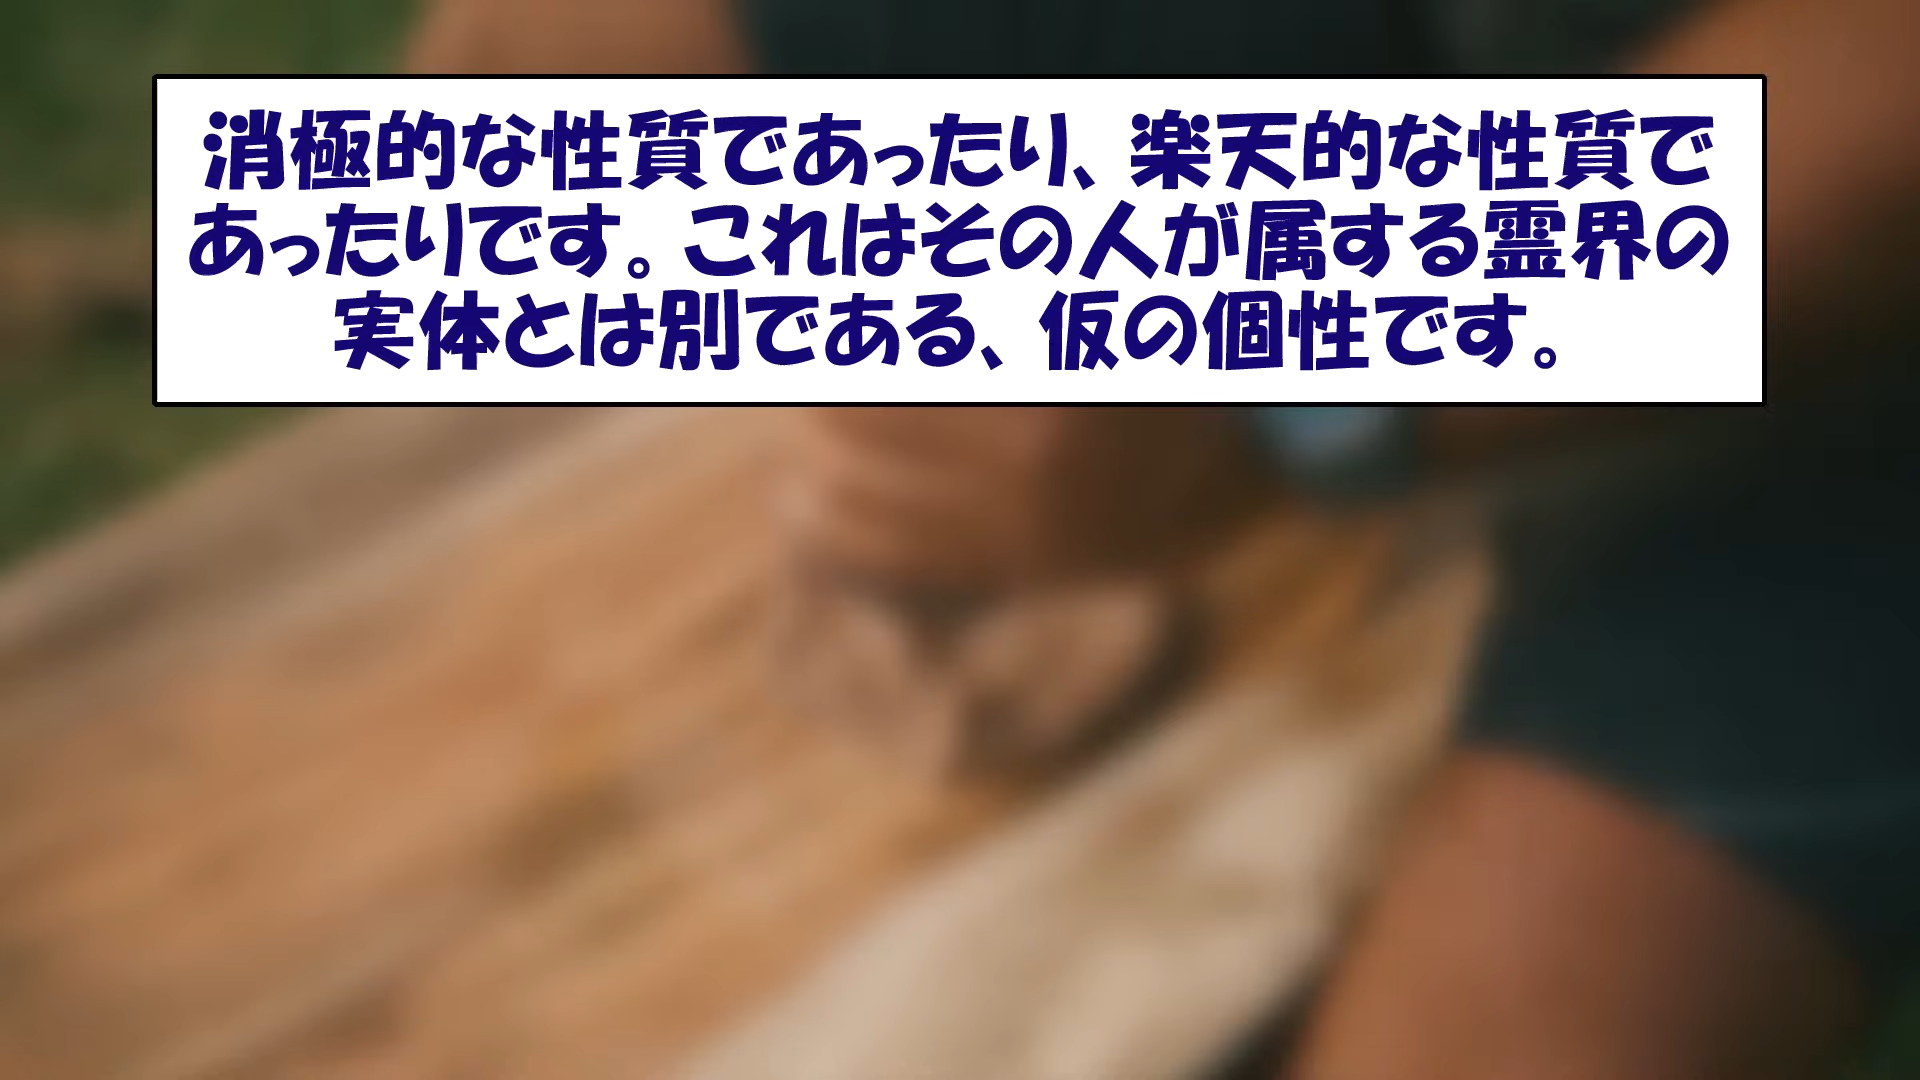 消極的な性質であったり、楽天的な性質で
あったりです。これはその人が属する霊界の
実体とは別である、仮の個性です。